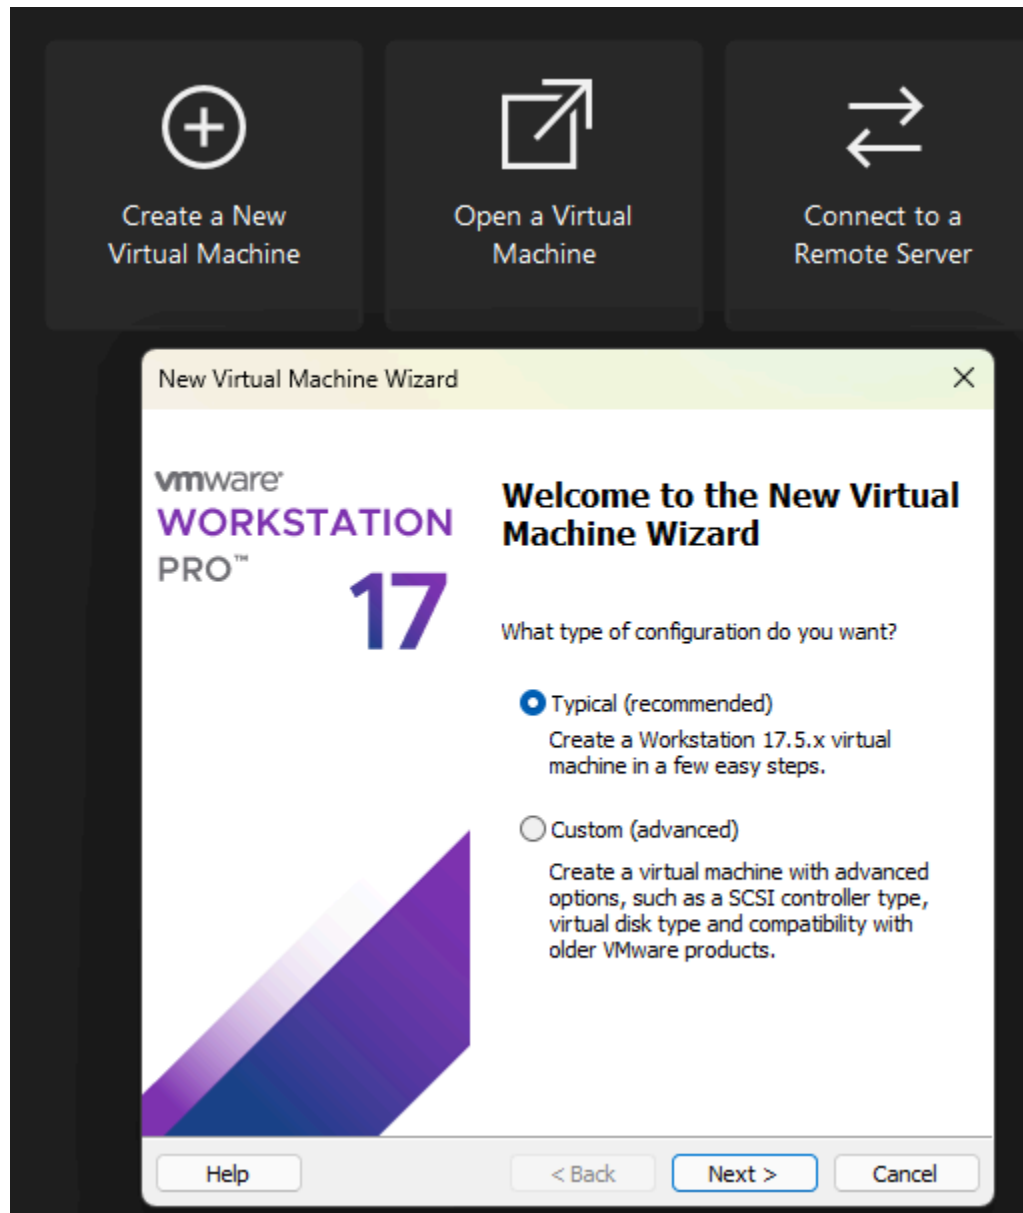 Create a New
Virtual Machine
Open a Virtual
Machine
Connect to a
Remote Server
New Virtual Machine Wizard
vmware®
WORKSTATION
PRO™
17
Welcome to the New Virtual
Machine Wizard
What type of configuration do you want?
Typical (recommended)
Create a Workstation 17.5.x virtual
machine in a few easy steps.
Custom (advanced)
Create a virtual machine with advanced
options, such as a SCSI controller type,
virtual disk type and compatibility with
older VMware products.
Help
< Back
Next >
Cancel